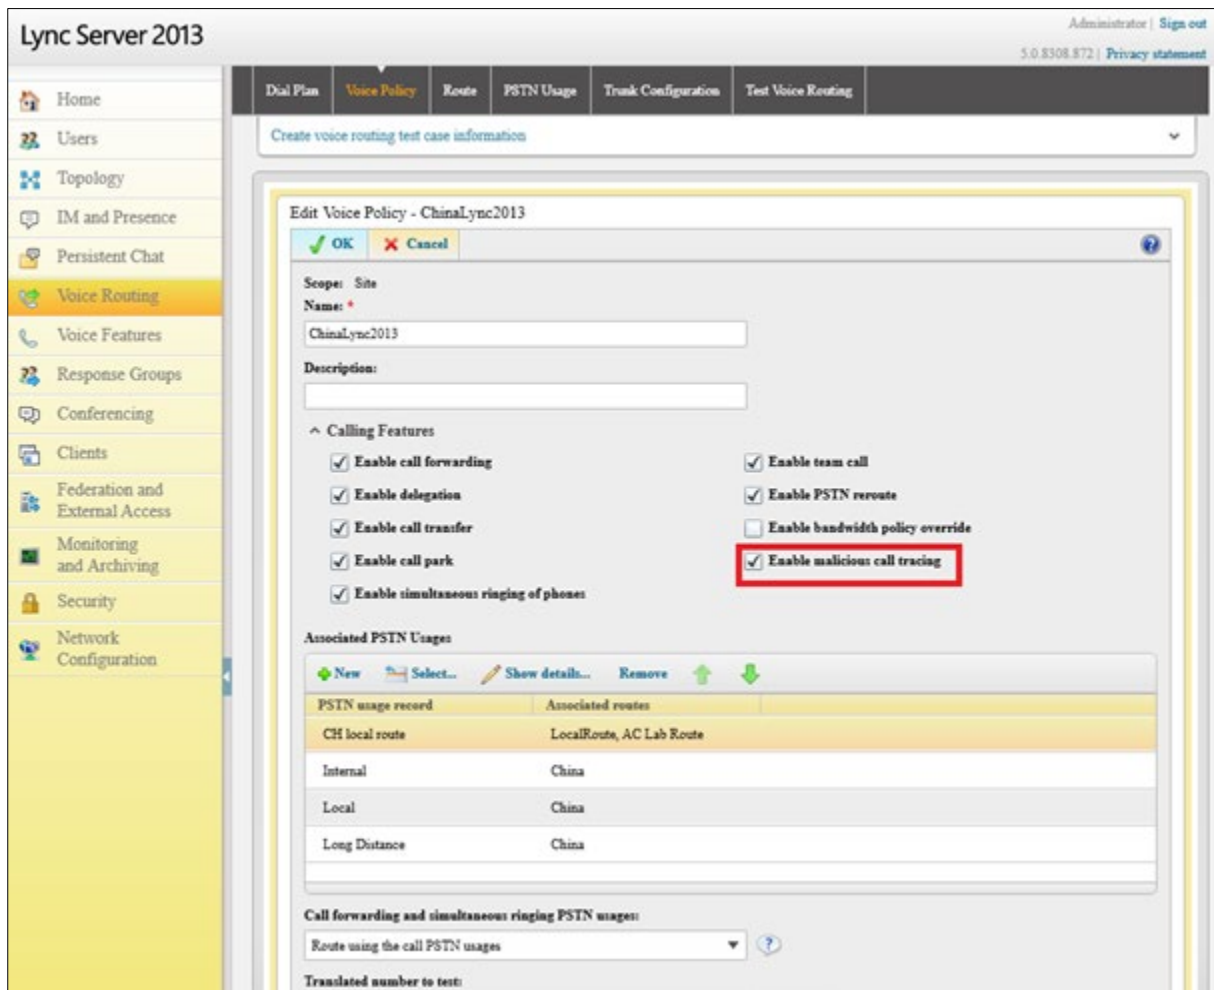 Lync Server 2013
Administrator | Sign out
5.0.8308.872 | Privacy statement
Home
Users
Topology
IM and Presence
Persistent Chat
Voice Routing
Voice Features
Response Groups
Conferencing
Clients
Federation and
External Access
Monitoring
and Archiving
Security
Network
Configuration
Dial Plan Voice Policy Route PSTN Usage Trunk Configuration Test Voice Routing
Create voice routing test case information
Edit Voice Policy - ChinaLync2013
OK Cancel
Scope: Site
Name: *
ChinaLync2013
Description:
Calling Features
Enable call forwarding Enable team call
Enable delegation Enable PSTN reroute
Enable call transfer Enable bandwidth policy override
Enable call park Enable malicious call tracing
Enable simultaneous ringing of phones
Associated PSTN Usages
New Select... Show details... Remove
PSTN usage record Associated routes
CH local route LocalRoute, AC Lab Route
Internal China
Local China
Long Distance China
Call forwarding and simultaneous ringing PSTN usages:
Route using the call PSTN usages
Translated number to test: